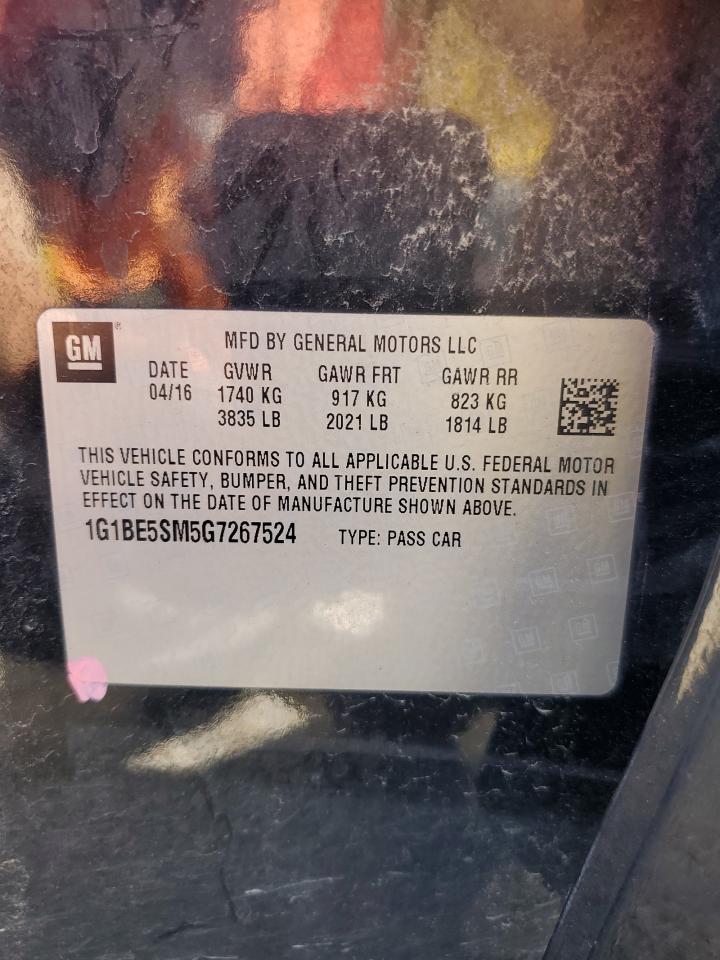 GM ® MFD BY GENERAL MOTORS LLC
DATE GVWR GAWR FRT GAWR RR
04/16 1740 KG 917 KG 823 KG
3835 LB 2021 LB 1814 LB
THIS VEHICLE CONFORMS TO ALL APPLICABLE U.S. FEDERAL MOTOR
VEHICLE SAFETY, BUMPER, AND THEFT PREVENTION STANDARDS IN
EFFECT ON THE DATE OF MANUFACTURE SHOWN ABOVE.
1G1BE5SM5G7267524 TYPE: PASS CAR